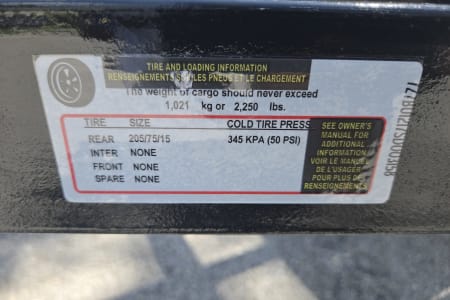 TIRE AND LOADING INFORMATION
RENSEIGNEMENTS SUR LES PNEUS ET LE CHARGEMENT
The weight of cargo should never exceed
1,021 kg or 2,250 lbs.
TIRE SIZE COLD TIRE PRESS
REAR 205/75/15 345 KPA (50 PSI)
INTER NONE
FRONT NONE
SPARE NONE
SEE OWNER'S
MANUAL FOR
ADDITIONAL
INFORMATION
VOIR LE MANUEL
DE L'USAGER
POUR PLUS DE
RENSEIGNEMENTS